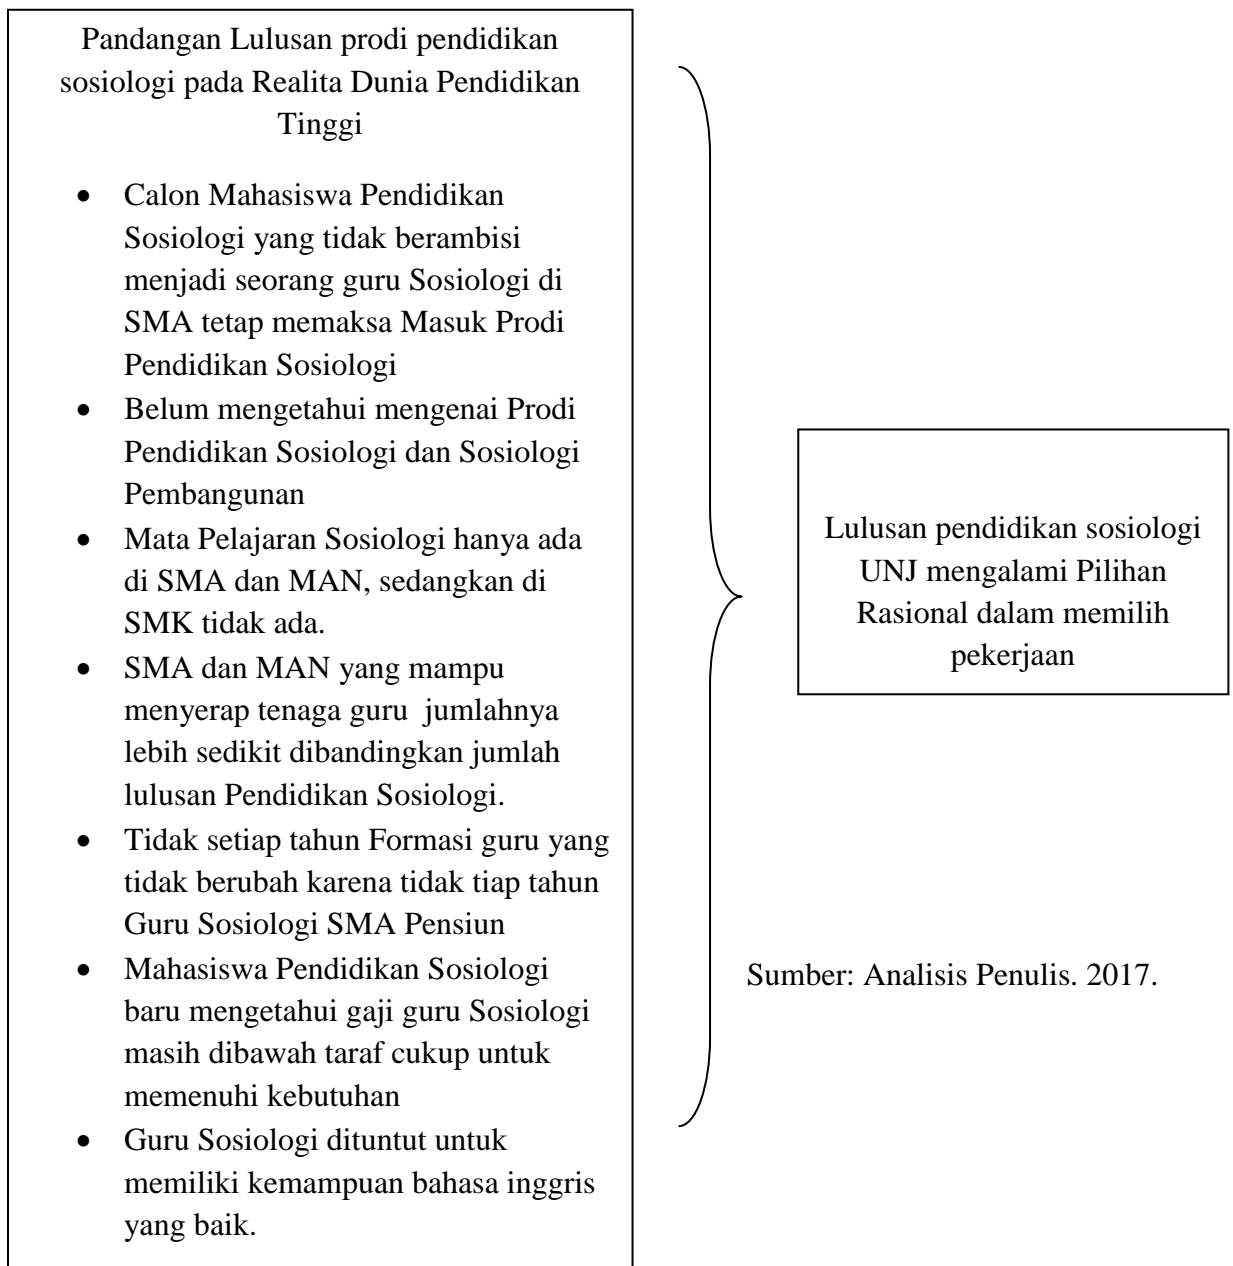 Pandangan Lulusan prodi pendidikan
sosiologi pada Realita Dunia Pendidikan
Tinggi
• Calon Mahasiswa Pendidikan
Sosiologi yang tidak berambisi
menjadi seorang guru Sosiologi di
SMA tetap memaksa Masuk Prodi
Pendidikan Sosiologi
• Belum mengetahui mengenai Prodi
Pendidikan Sosiologi dan Sosiologi
Pembangunan
• Mata Pelajaran Sosiologi hanya ada
di SMA dan MAN, sedangkan di
SMK tidak ada.
• SMA dan MAN yang mampu
menyerap tenaga guru  jumlahnya
lebih sedikit dibandingkan jumlah
lulusan Pendidikan Sosiologi.
• Tidak setiap tahun Formasi guru yang
tidak berubah karena tidak tiap tahun
Guru Sosiologi SMA Pensiun
• Mahasiswa Pendidikan Sosiologi
baru mengetahui gaji guru Sosiologi
masih dibawah taraf cukup untuk
memenuhi kebutuhan
• Guru Sosiologi dituntut untuk
memiliki kemampuan bahasa inggris
yang baik.
Lulusan pendidikan sosiologi
UNJ mengalami Pilihan
Rasional dalam memilih
pekerjaan
Sumber: Analisis Penulis. 2017.